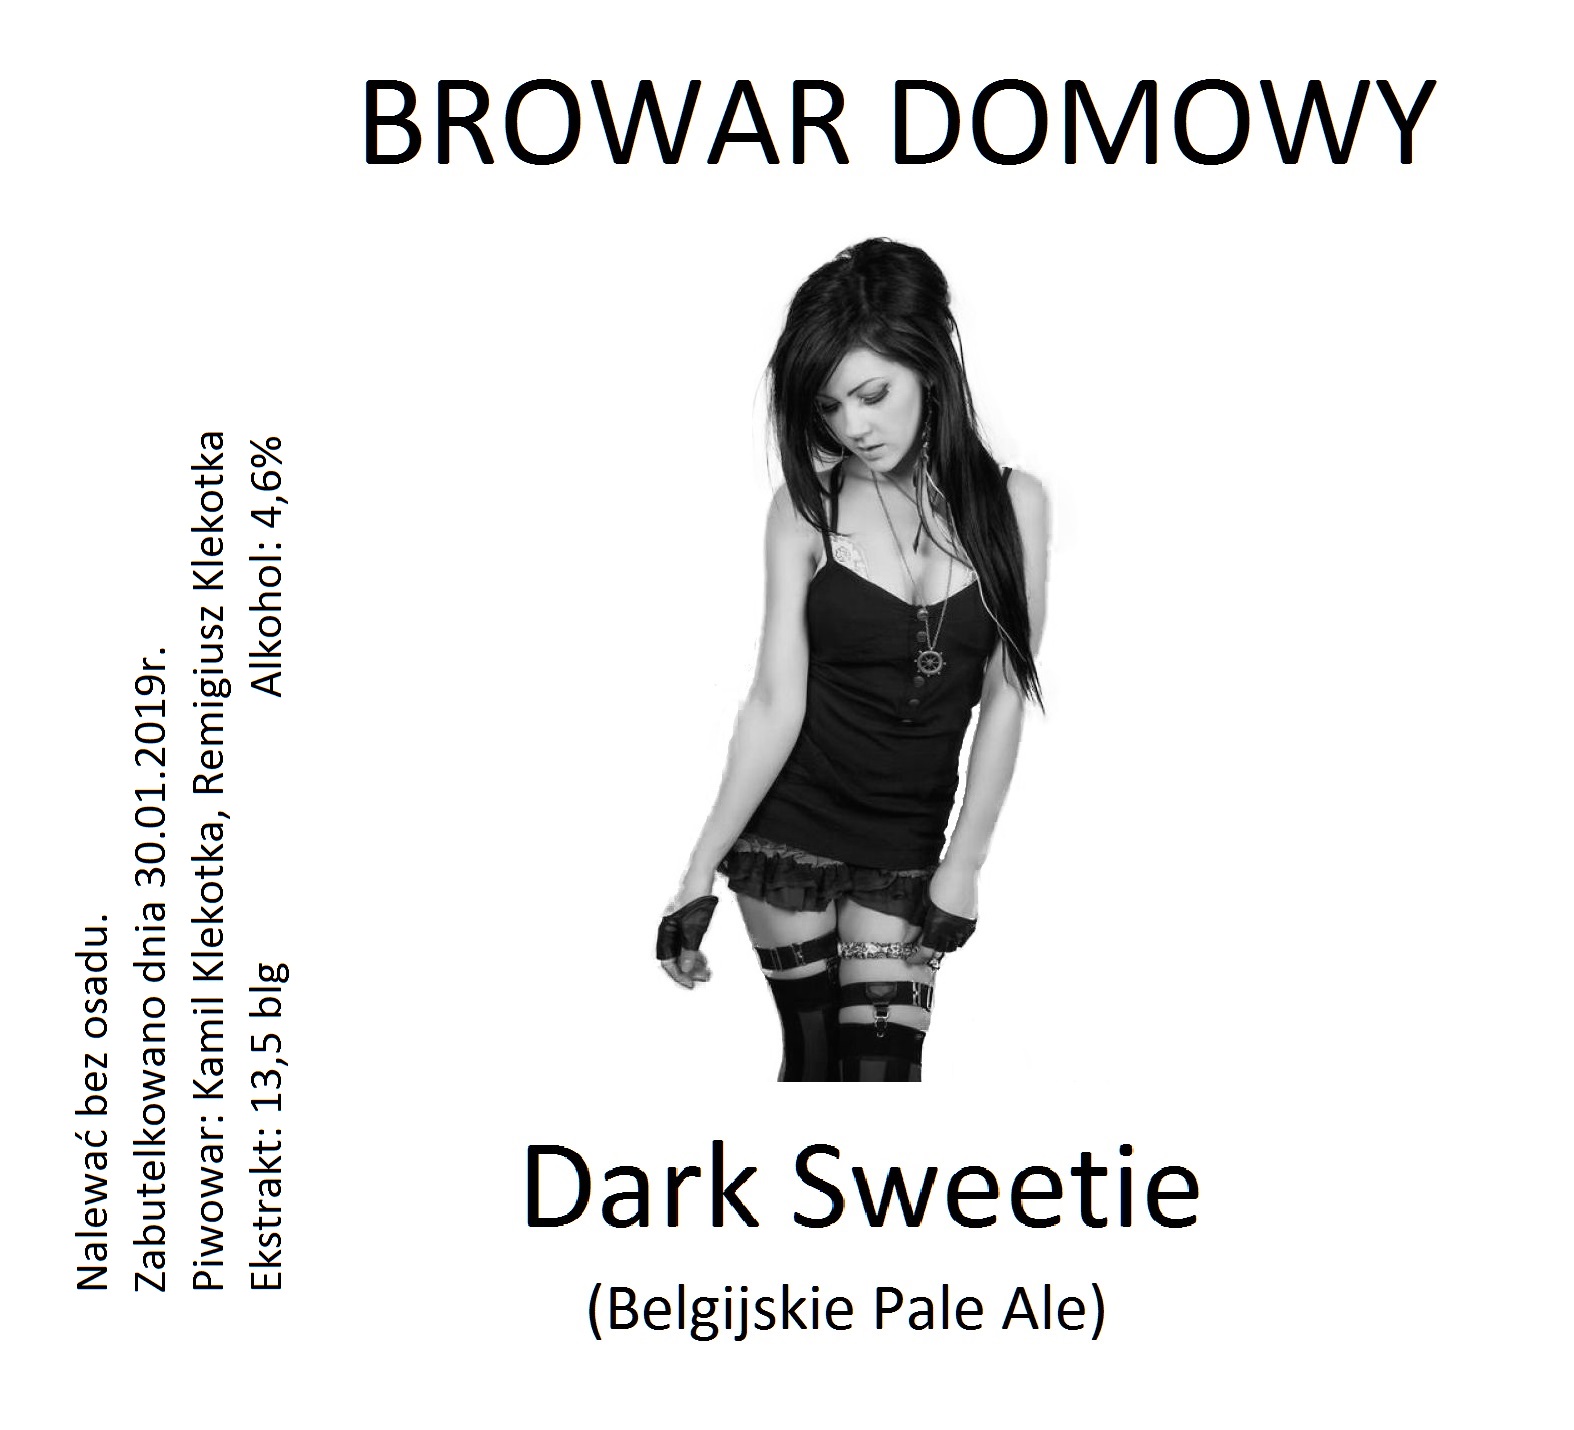 BROWAR DOMOWY
Nalewać bez osadu.
Zabutelkowano dnia 30.01.2019r.
Piwowar: Kamil Klekotka, Remigiusz Klekotka
Ekstrakt: 13,5 blg Alkohol: 4,6%
Dark Sweetie
(Belgijskie Pale Ale)